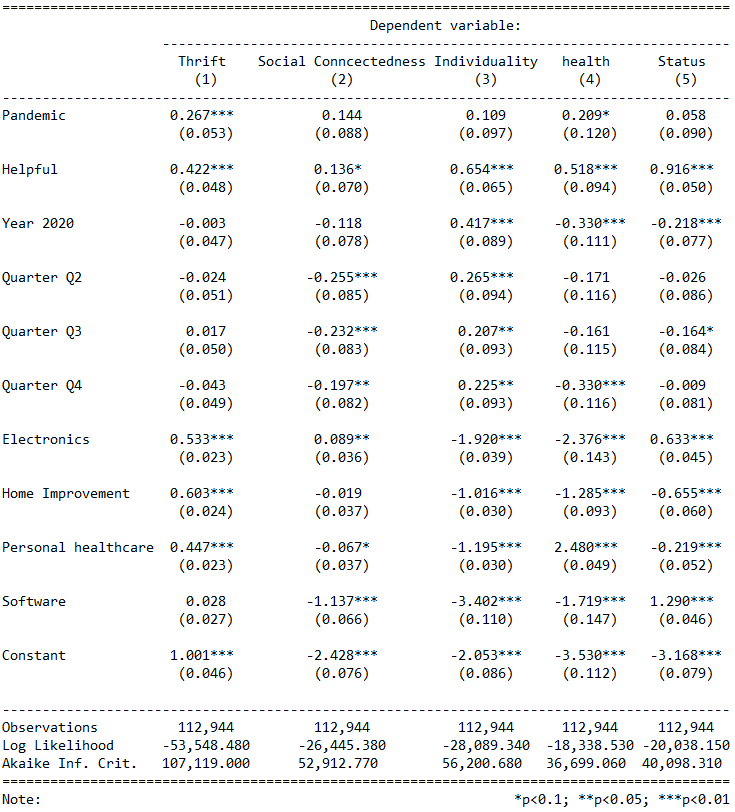 Dependent variable:
Thrift Social Conncectedness Individuality health Status
(1) (2) (3) (4) (5)
Pandemic 0.267*** 0.144 0.109 0.209* 0.058
(0.053) (0.088) (0.097) (0.120) (0.090)
Helpful 0.422*** 0.136* 0.654*** 0.518*** 0.916***
(0.048) (0.070) (0.065) (0.094) (0.050)
Year 2020 -0.003 -0.118 0.417*** -0.330*** -0.218***
(0.047) (0.078) (0.089) (0.111) (0.077)
Quarter Q2 -0.024 -0.255*** 0.265*** -0.171 -0.026
(0.051) (0.085) (0.094) (0.116) (0.086)
Quarter Q3 0.017 -0.232*** 0.207** -0.161 -0.164*
(0.050) (0.083) (0.093) (0.115) (0.084)
Quarter Q4 -0.043 -0.197** 0.225** -0.330*** -0.009
(0.049) (0.082) (0.093) (0.116) (0.081)
Electronics 0.533*** 0.089** -1.920*** -2.376*** 0.633***
(0.023) (0.036) (0.039) (0.143) (0.045)
Home Improvement 0.603*** -0.019 -1.016*** -1.285*** -0.655***
(0.024) (0.037) (0.030) (0.093) (0.060)
Personal healthcare 0.447*** -0.067* -1.195*** 2.480*** -0.219***
(0.023) (0.037) (0.030) (0.049) (0.052)
Software 0.028 -1.137*** -3.402*** -1.719*** 1.290***
(0.027) (0.066) (0.110) (0.147) (0.046)
Constant 1.001*** -2.428*** -2.053*** -3.530*** -3.168***
(0.046) (0.076) (0.086) (0.112) (0.079)
Observations 112,944 112,944 112,944 112,944 112,944
Log Likelihood -53,548.480 -26,445.380 -28,089.340 -18,338.530 -20,038.150
Akaike Inf. Crit. 107,119.000 52,912.770 56,200.680 36,699.060 40,098.310
Note: *p<0.1; **p<0.05; ***p<0.01